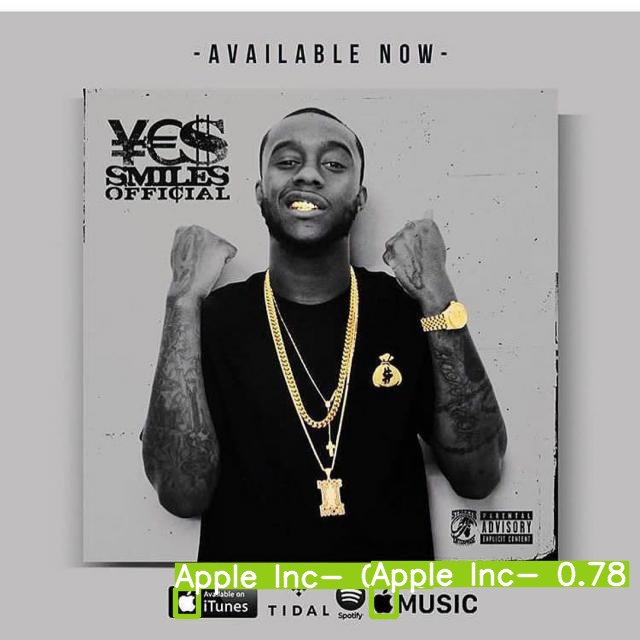 -AVAILABLE NOW-
¥€$
SMILES
OFFI¢IAL
PARENTAL
ADVISORY
EXPLICIT CONTENT
Apple Inc- (Apple Inc- 0.78
Available on
iTunes
TIDAL
Spotify
MUSIC